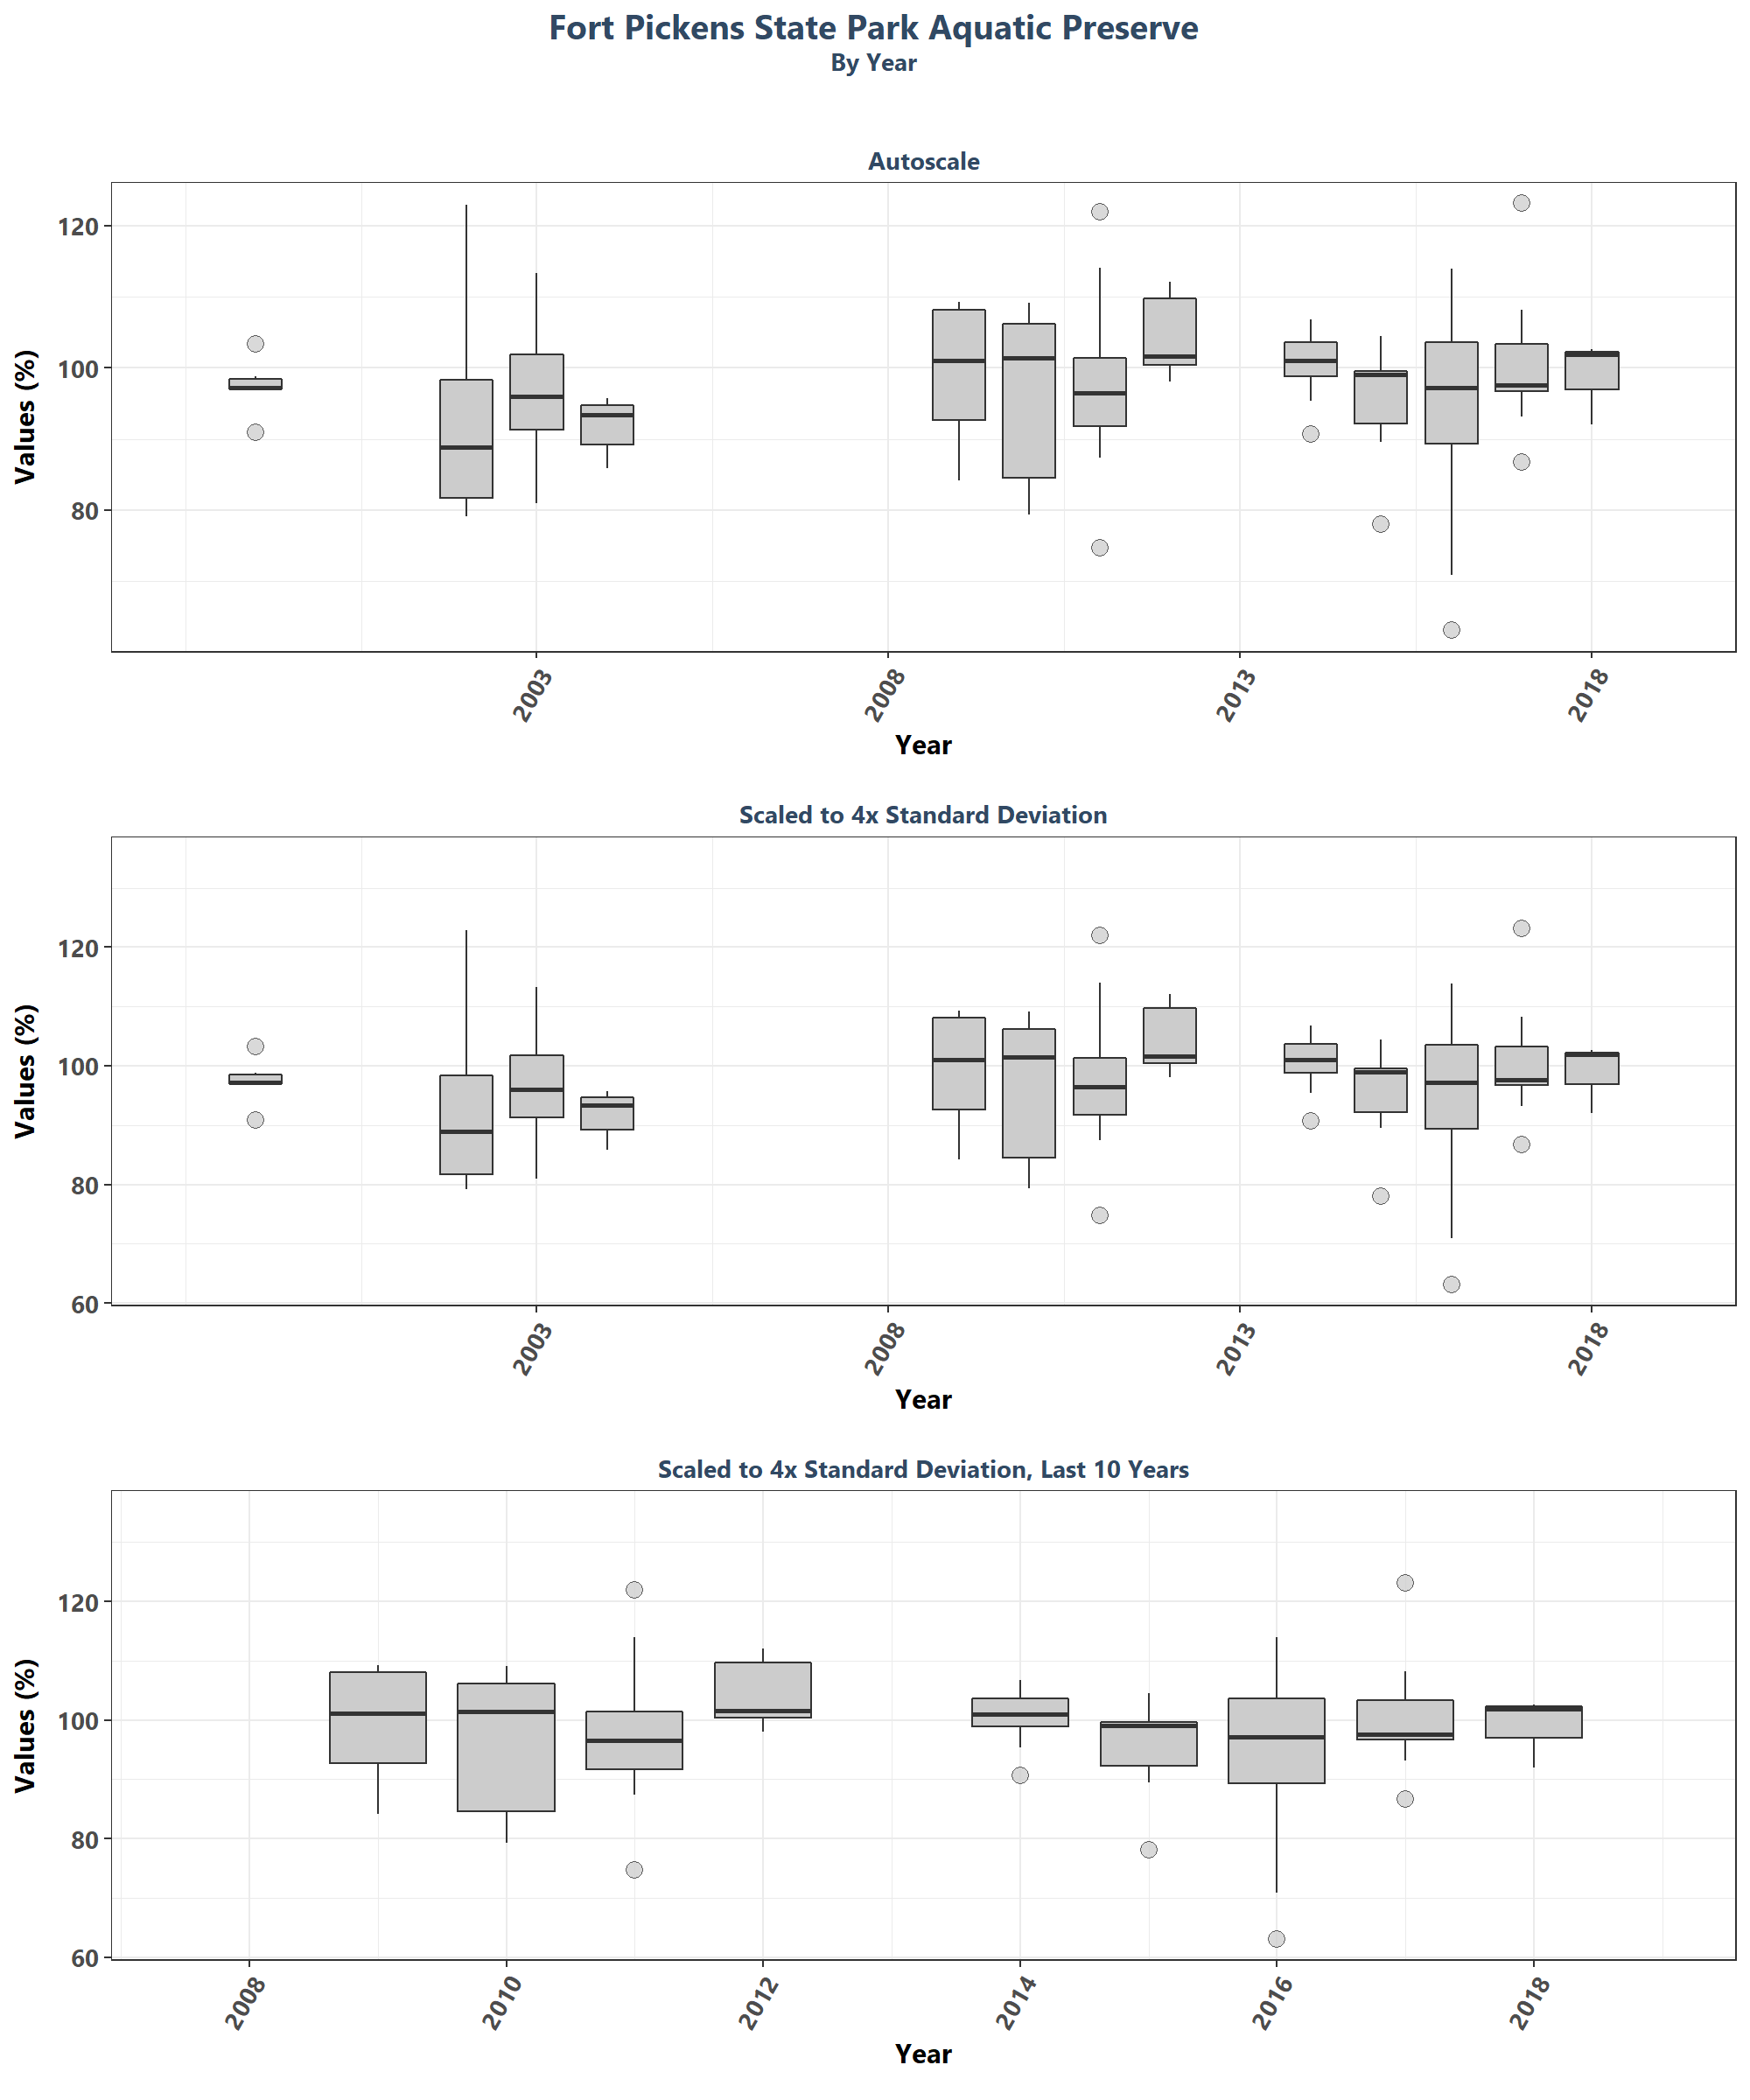 Fort Pickens State Park Aquatic Preserve
By Year
Autoscale
Values (%)
120
100
80
2003
2008
2013
2018
Year
Scaled to 4x Standard Deviation
Values (%)
120
100
80
60
2003
2008
2013
2018
Year
Scaled to 4x Standard Deviation, Last 10 Years
Values (%)
120
100
80
60
2008
2010
2012
2014
2016
2018
Year